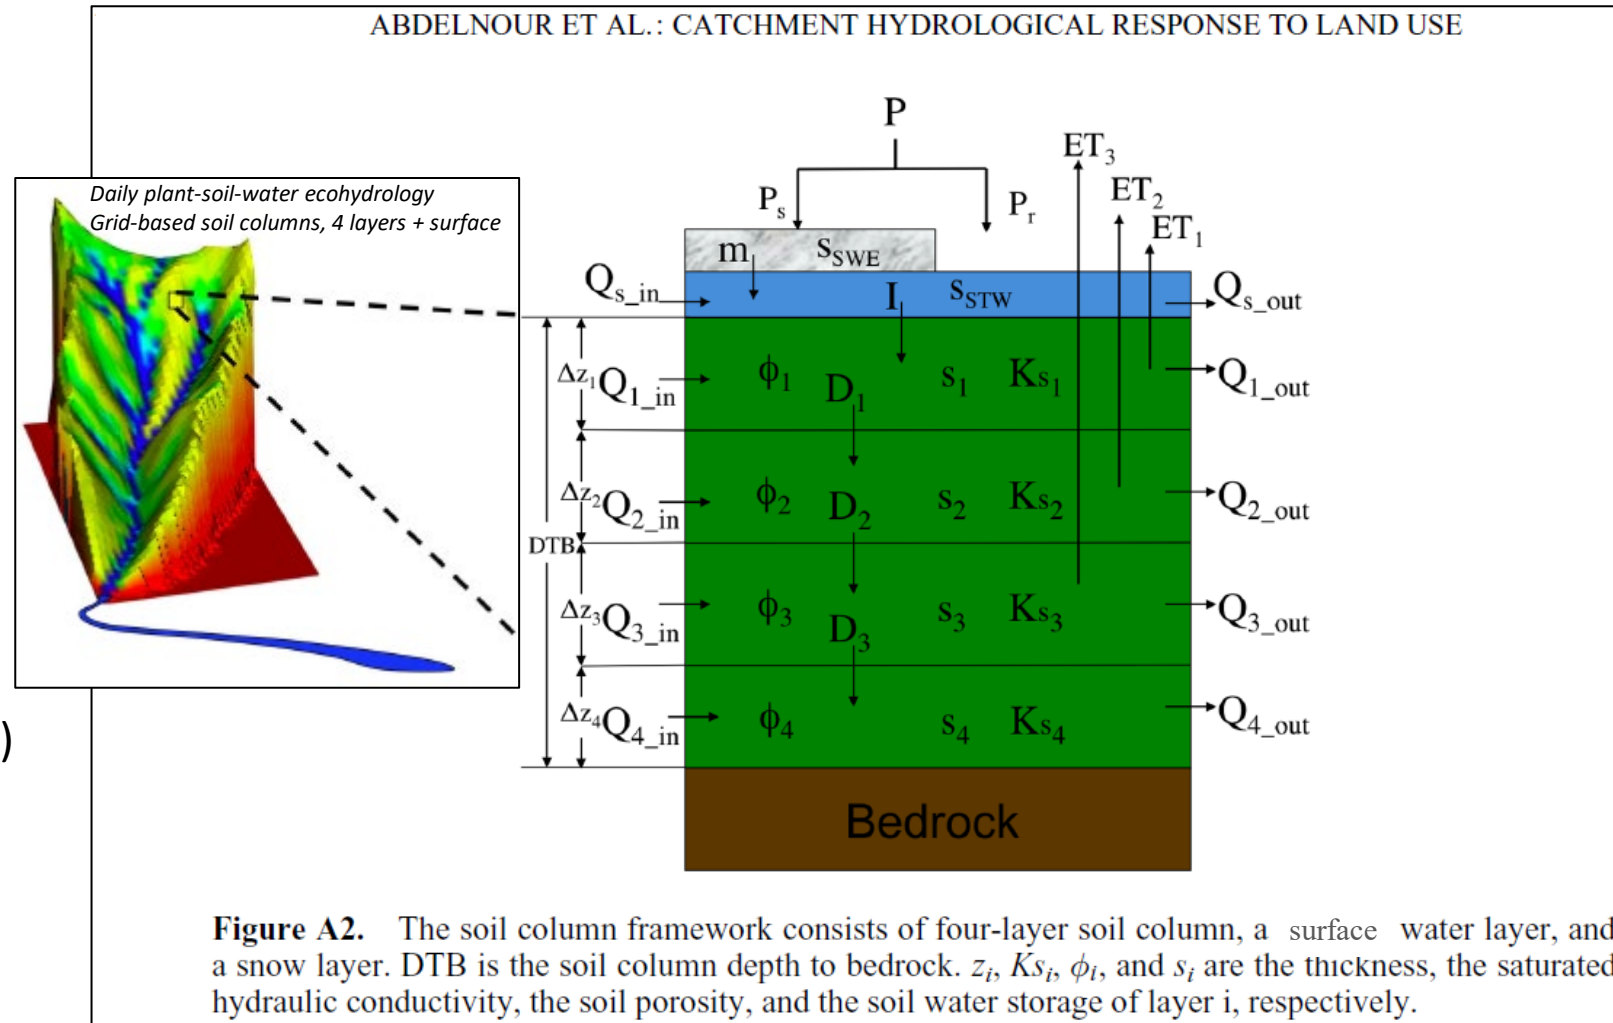 ABDELNOUR ET AL.: CATCHMENT HYDROLOGICAL RESPONSE TO LAND USE
Daily plant-soil-water ecohydrology
Grid-based soil columns, 4 layers + surface
P
Ps
Pr
ET3
ET2
ET1
m
sSWE
Qs_in
I
sSTW
Qs_out
Δz1
Q1_in
ϕ1
D1
s1
Ks1
Q1_out
Δz2
Q2_in
ϕ2
D2
s2
Ks2
Q2_out
DTB
Δz3
Q3_in
ϕ3
D3
s3
Ks3
Q3_out
)
Δz4
Q4_in
ϕ4
s4
Ks4
Q4_out
Bedrock
Figure A2. The soil column framework consists of four-layer soil column, a surface water layer, and
a snow layer. DTB is the soil column depth to bedrock. zi, Ksi, ϕi, and si are the thickness, the saturated
hydraulic conductivity, the soil porosity, and the soil water storage of layer i, respectively.